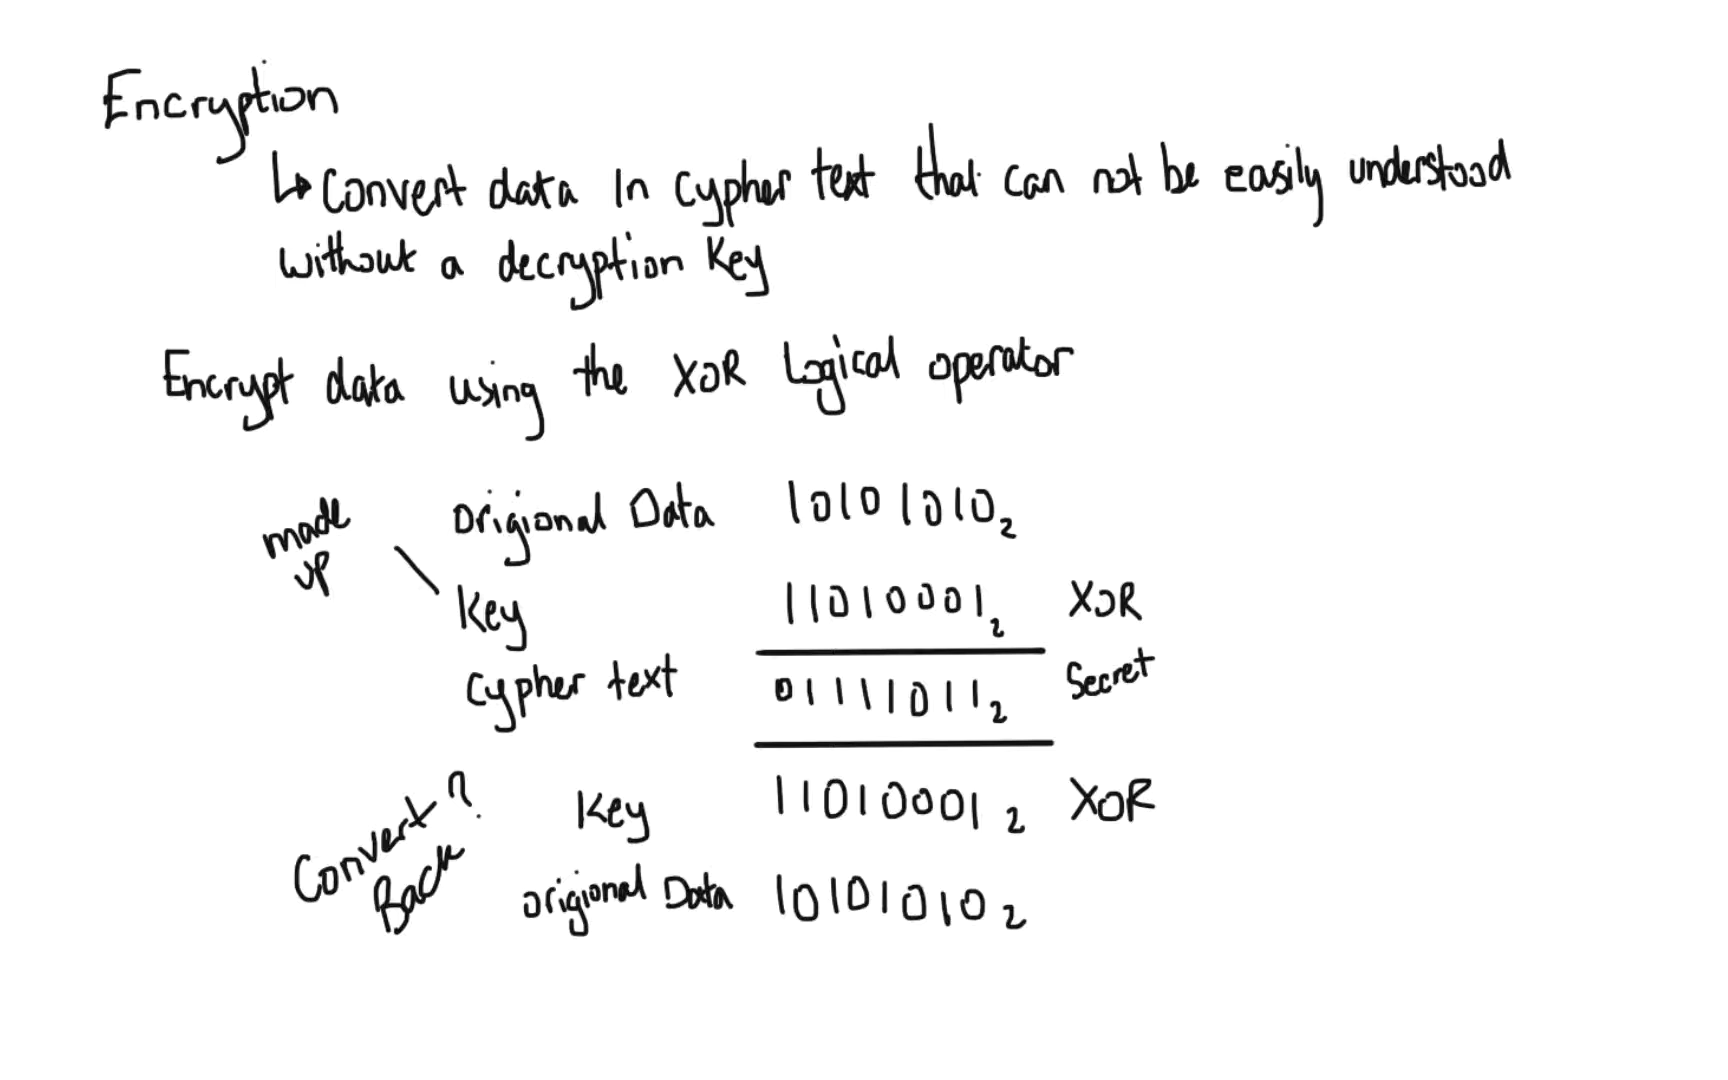 Encryption
↳ Convert data in cypher text that can not be easily understood
without a decryption key
Encrypt data using the XOR Logical operator
made
up
Origional Data 10101010₂
Key 11010001₂ XOR
Cypher text 01111011₂ Secret
Convert ?
Back
Key 11010001₂ XOR
origional Data 10101010₂